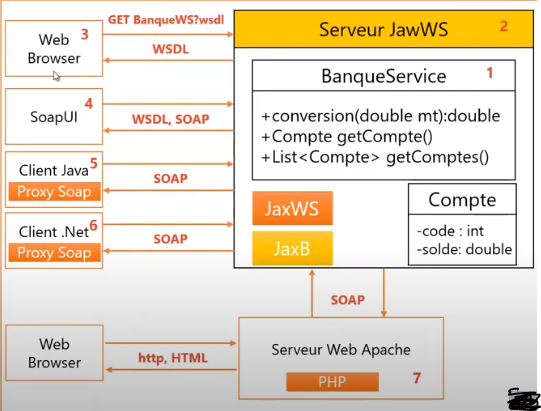 GET BanqueWS?wsdl
Web 3
Browser
WSDL
Serveur JawWS 2
BanqueService 1
+conversion(double mt):double
+Compte getCompte()
+List<Compte> getComptes()
SoapUI 4
WSDL, SOAP
Client Java 5
Proxy Soap
SOAP
Client .Net 6
Proxy Soap
SOAP
JaxWS
JaxB
Compte
-code : int
-solde: double
SOAP
Web
Browser
http, HTML
Serveur Web Apache
PHP 7